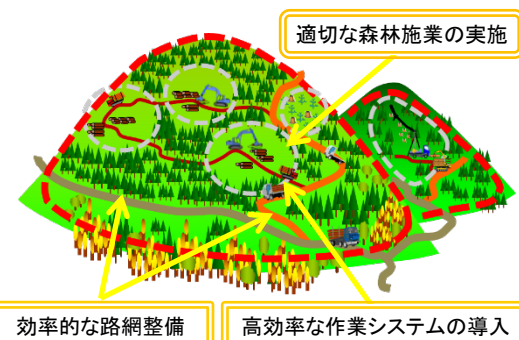 適切な森林施業の実施
効率的な路網整備
高効率な作業システムの導入